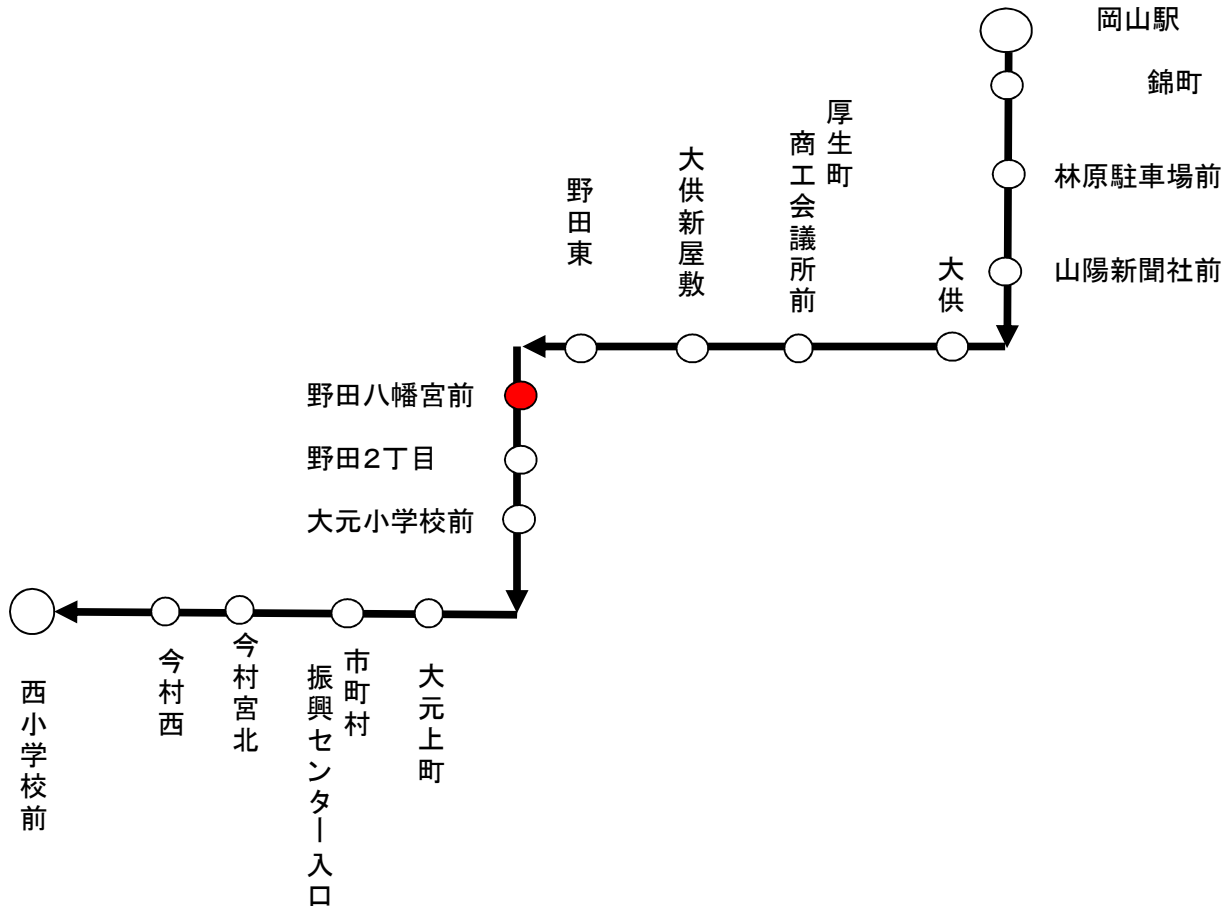 岡山駅
錦町
林原駐車場前
山陽新聞社前
大供
厚生町
商工会議所前
大供新屋敷
野田東
野田八幡宮前
野田2丁目
大元小学校前
大元上町
市町村
振興センター入口
今村宮北
今村西
西小学校前